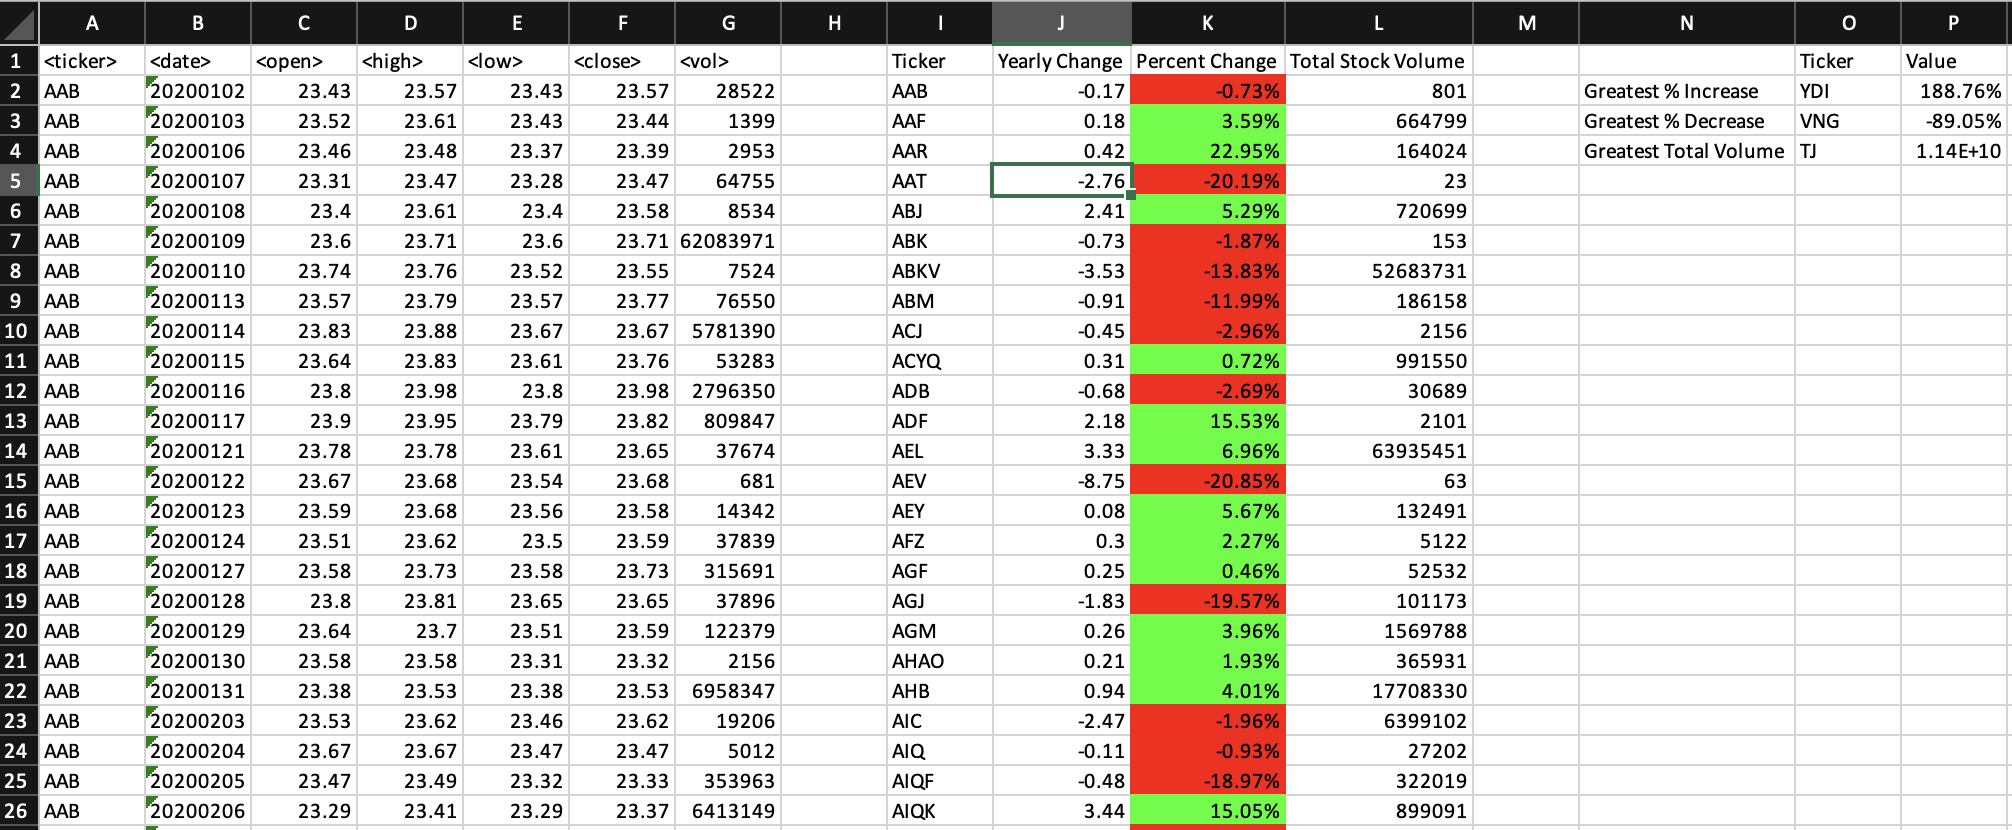 A B C D E F G H I J K L M N O P
1 <ticker> <date> <open> <high> <low> <close> <vol> Ticker Yearly Change Percent Change Total Stock Volume Ticker Value
2 AAB 20200102 23.43 23.57 23.43 23.57 28522 AAB -0.17 -0.73% 801 Greatest % Increase YDI 188.76%
3 AAB 20200103 23.52 23.61 23.43 23.44 1399 AAF 0.18 3.59% 664799 Greatest % Decrease VNG -89.05%
4 AAB 20200106 23.46 23.48 23.37 23.39 2953 AAR 0.42 22.95% 164024 Greatest Total Volume TJ 1.14E+10
5 AAB 20200107 23.31 23.47 23.28 23.47 64755 AAT -2.76 -20.19% 23
6 AAB 20200108 23.4 23.61 23.4 23.58 8534 ABJ 2.41 5.29% 720699
7 AAB 20200109 23.6 23.71 23.6 23.71 62083971 ABK -0.73 -1.87% 153
8 AAB 20200110 23.74 23.76 23.52 23.55 7524 ABKV -3.53 -13.83% 52683731
9 AAB 20200113 23.57 23.79 23.57 23.77 76550 ABM -0.91 -11.99% 186158
10 AAB 20200114 23.83 23.88 23.67 23.67 5781390 ACJ -0.45 -2.96% 2156
11 AAB 20200115 23.64 23.83 23.61 23.76 53283 ACYQ 0.31 0.72% 991550
12 AAB 20200116 23.8 23.98 23.8 23.98 2796350 ADB -0.68 -2.69% 30689
13 AAB 20200117 23.9 23.95 23.79 23.82 809847 ADF 2.18 15.53% 2101
14 AAB 20200121 23.78 23.78 23.61 23.65 37674 AEL 3.33 6.96% 63935451
15 AAB 20200122 23.67 23.68 23.54 23.68 681 AEV -8.75 -20.85% 63
16 AAB 20200123 23.59 23.68 23.56 23.58 14342 AEY 0.08 5.67% 132491
17 AAB 20200124 23.51 23.62 23.5 23.59 37839 AFZ 0.3 2.27% 5122
18 AAB 20200127 23.58 23.73 23.58 23.73 315691 AGF 0.25 0.46% 52532
19 AAB 20200128 23.8 23.81 23.65 23.65 37896 AGJ -1.83 -19.57% 101173
20 AAB 20200129 23.64 23.7 23.51 23.59 122379 AGM 0.26 3.96% 1569788
21 AAB 20200130 23.58 23.58 23.31 23.32 2156 AHAO 0.21 1.93% 365931
22 AAB 20200131 23.38 23.53 23.38 23.53 6958347 AHB 0.94 4.01% 17708330
23 AAB 20200203 23.53 23.62 23.46 23.62 19206 AIC -2.47 -1.96% 6399102
24 AAB 20200204 23.67 23.67 23.47 23.47 5012 AIQ -0.11 -0.93% 27202
25 AAB 20200205 23.47 23.49 23.32 23.33 353963 AIQF -0.48 -18.97% 322019
26 AAB 20200206 23.29 23.41 23.29 23.37 6413149 AIQK 3.44 15.05% 899091